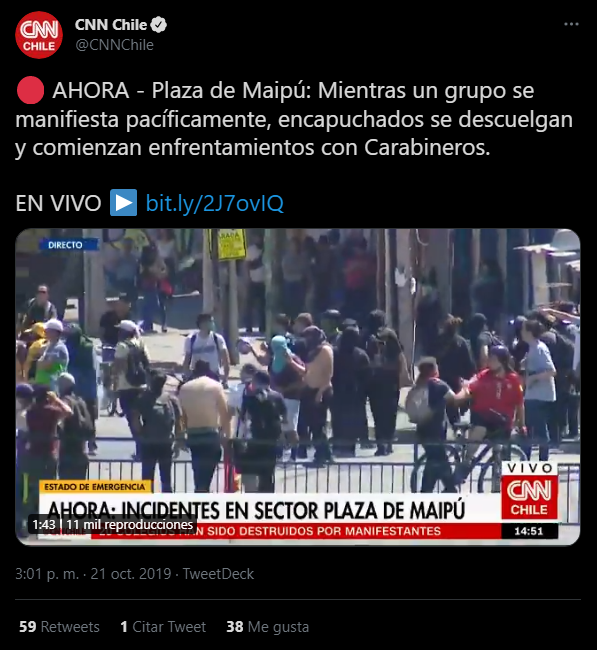 CNN CHILE
CNN Chile
@CNNChile
AHORA - Plaza de Maipú: Mientras un grupo se
manifiesta pacíficamente, encapuchados se descuelgan
y comienzan enfrentamientos con Carabineros.
EN VIVO bit.ly/2J7ovIQ
DIRECTO
ESTADO DE EMERGENCIA
AHORA: INCIDENTES EN SECTOR PLAZA DE MAIPÚ
1:43 | 11 mil reproducciones
SIDO DESTRUIDOS POR MANIFESTANTES
VIVO
CNN
CHILE
14:51
3:01 p. m. · 21 oct. 2019 · TweetDeck
59 Retweets 1 Citar Tweet 38 Me gusta